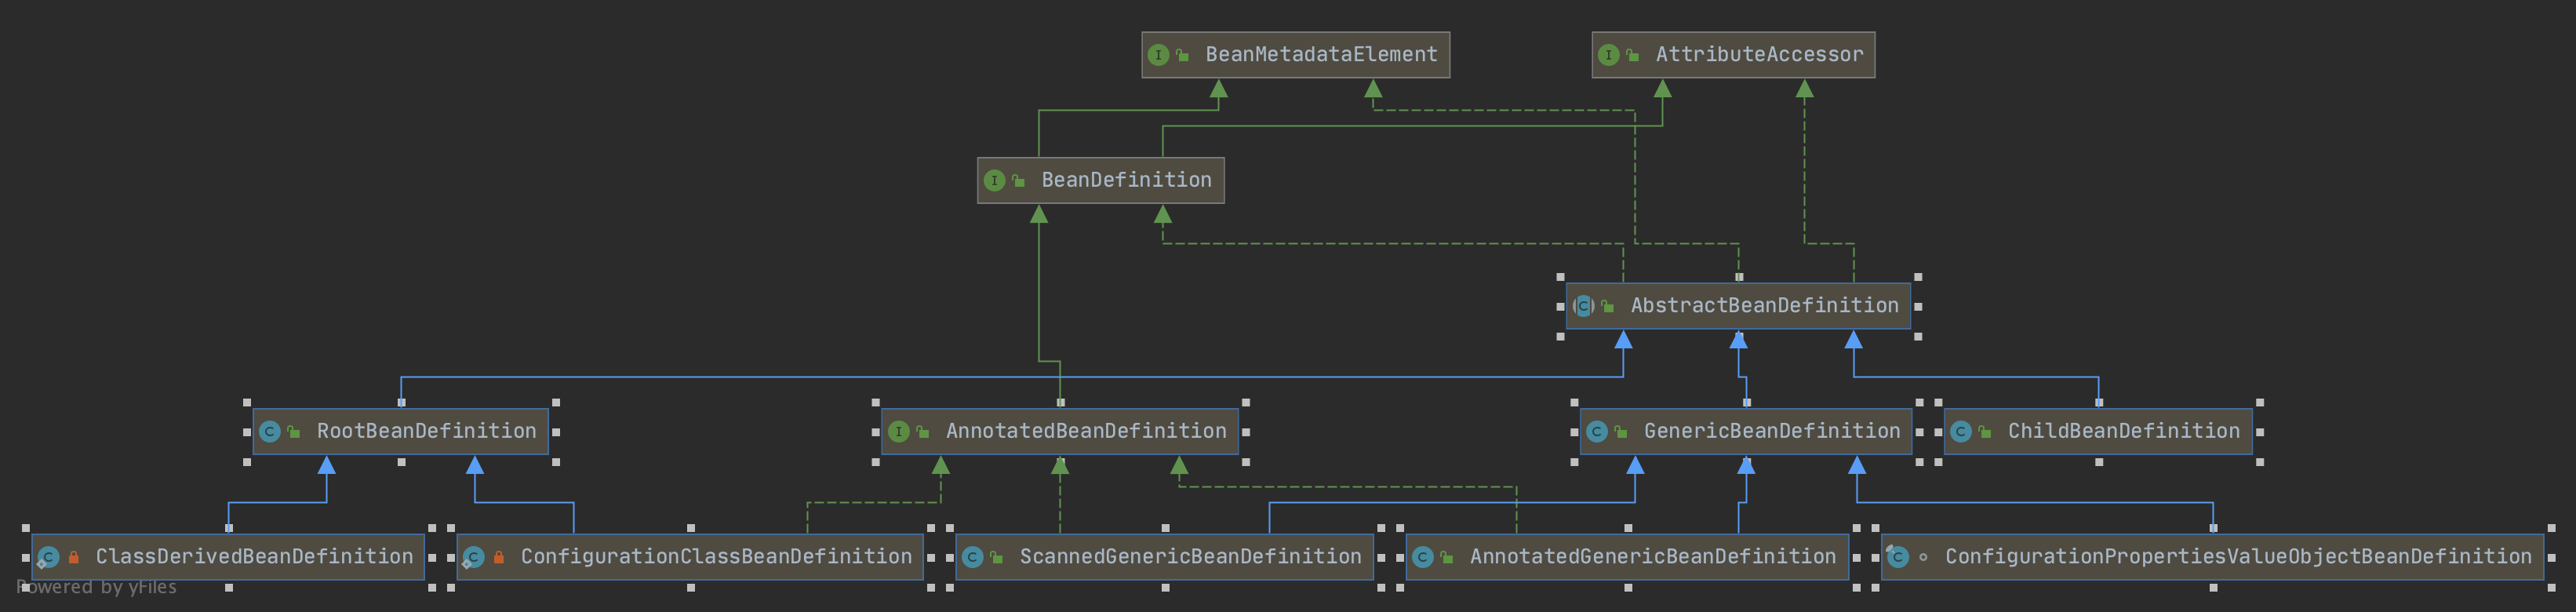 BeanMetadataElement
AttributeAccessor
BeanDefinition
AbstractBeanDefinition
RootBeanDefinition
AnnotatedBeanDefinition
GenericBeanDefinition
ChildBeanDefinition
ClassDerivedBeanDefinition
ConfigurationClassBeanDefinition
ScannedGenericBeanDefinition
AnnotatedGenericBeanDefinition
ConfigurationPropertiesValueObjectBeanDefinition
Powered by yFiles